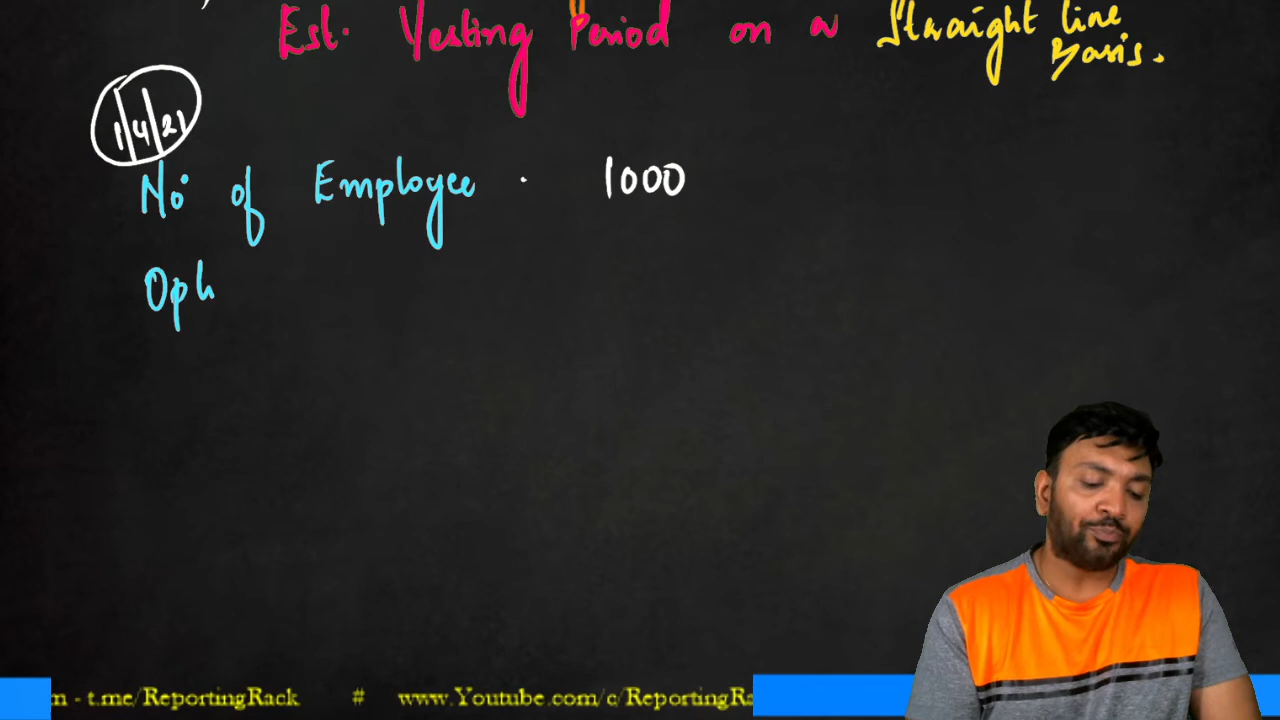 Est. Vesting Period on a Straight line
Basis.
1/4/21
No of Employee . 1000
Oph
m - t.me/ReportingRack # www.Youtube.com/c/ReportingRa